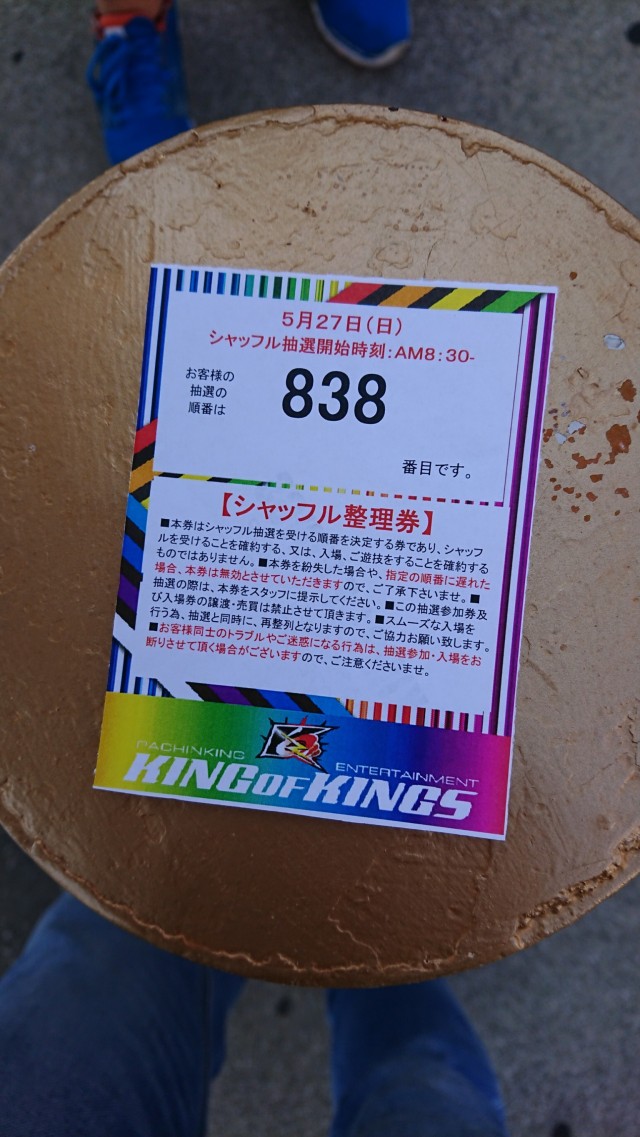 5月27日(日)
シャッフル抽選開始時刻:AM8:30-
お客様の
抽選の
順番は
838
番目です。
【シャッフル整理券】
■本券はシャッフル抽選を受ける順番を決定する券であり、シャッフ
ルを受けることを確約する、又は、入場、ご遊技をすることを確約する
ものではありません。■本券を紛失した場合や、指定の順番に遅れた
場合、本券は無効とさせていただきますので、ご了承下さいませ。■
抽選の際は、本券をスタッフに提示してください。■この抽選参加券及
び入場券の譲渡・売買は禁止させて頂きます。■スムーズな入場を
行う為、抽選と同時に、再整列となりますので、ご協力お願い致します。
■お客様同士のトラブルやご迷惑になる行為は、抽選参加・入場をお
断りさせて頂く場合がございますので、ご注意くださいませ。
PACHINKING ENTERTAINMENT
KING OF KINGS